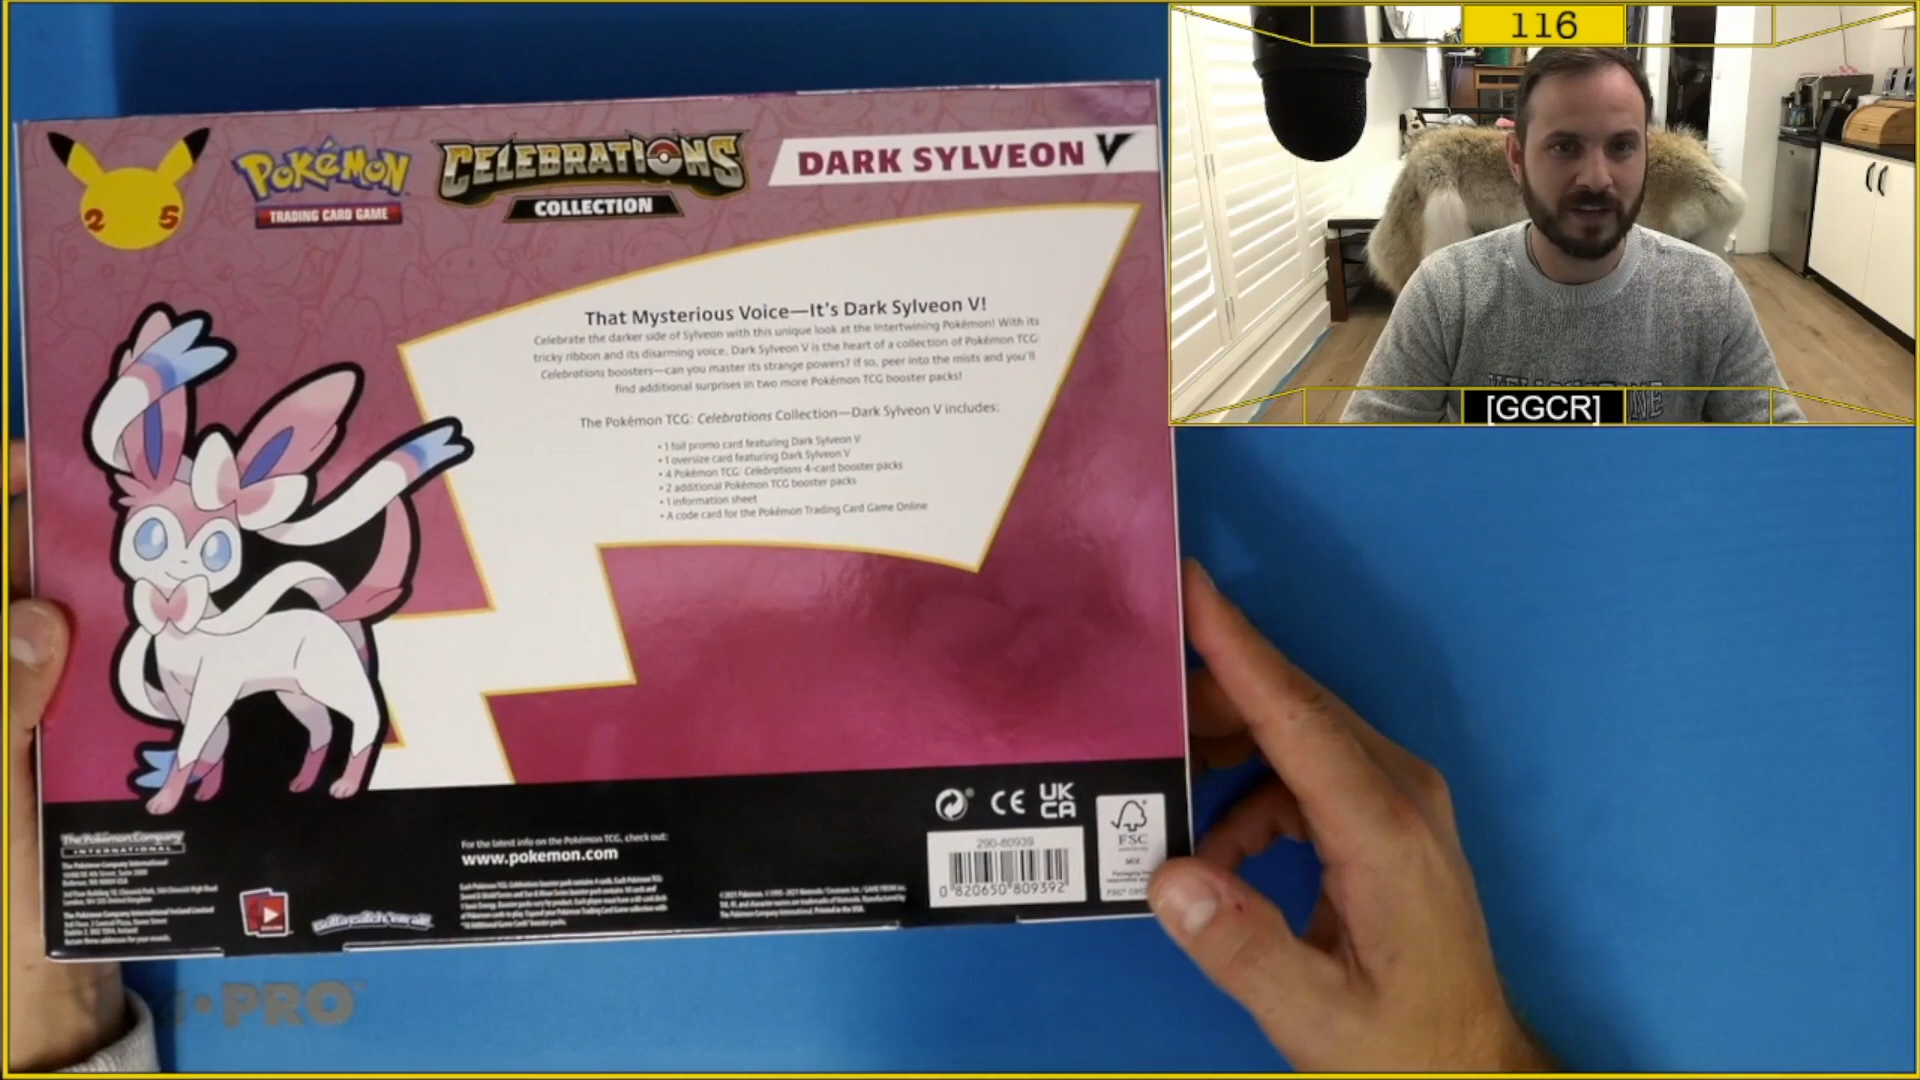 116
[GGCR]
2 5
POKéMON
TRADING CARD GAME
CELEBRATIONS
COLLECTION
DARK SYLVEON V
That Mysterious Voice—It's Dark Sylveon V!
Celebrate the darker side of Sylveon with this unique look at the Intertwining Pokémon! With its
tricky ribbon and its disarming voice, Dark Sylveon V is the heart of a collection of Pokémon TCG
Celebrations boosters—can you master its strange powers? If so, peer into the mists and you'll
find additional surprises in two more Pokémon TCG booster packs!
The Pokémon TCG: Celebrations Collection—Dark Sylveon V includes:
• 1 foil promo card featuring Dark Sylveon V
• 1 oversize card featuring Dark Sylveon V
• 4 Pokémon TCG: Celebrations 4-card booster packs
• 2 additional Pokémon TCG booster packs
• 1 information sheet
• A code card for the Pokémon Trading Card Game Online
The Pokémon Company
INTERNATIONAL
For the latest info on the Pokémon TCG, check out:
www.pokemon.com
CE
UK
CA
290-80939
0 820650 809392
FSC
MIX
PRO